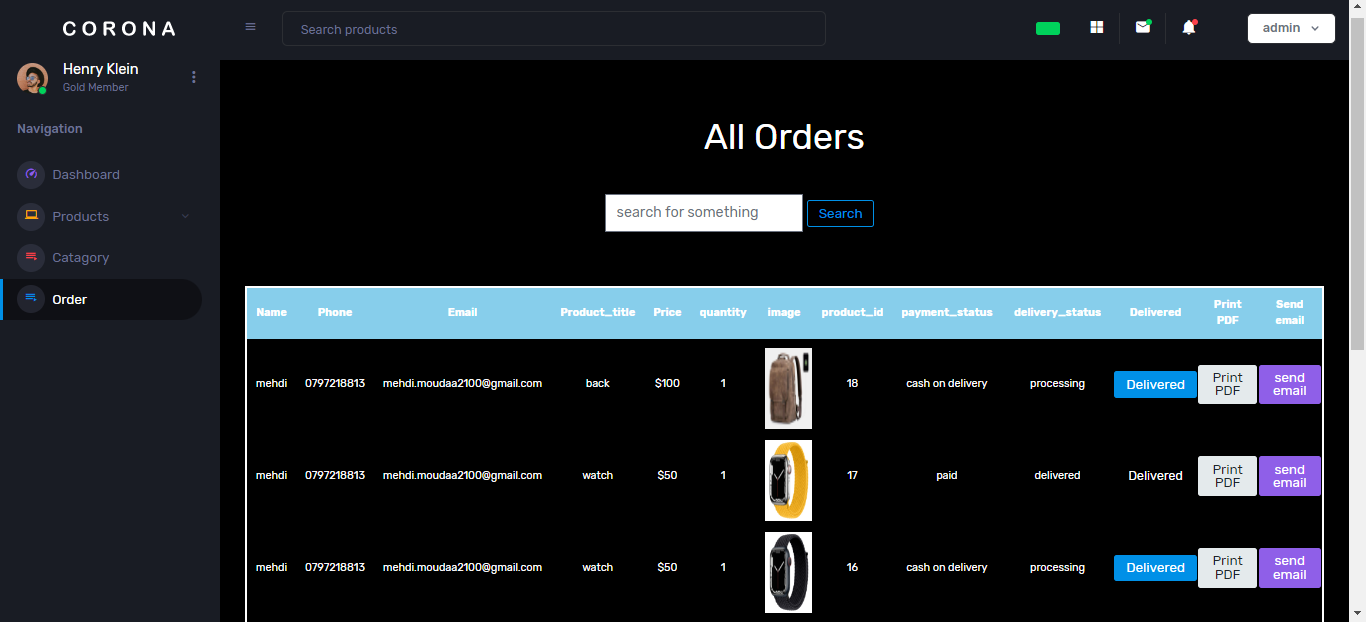 CORONA
Search products
admin
Henry Klein
Gold Member
Navigation
Dashboard
Products
Catagory
Order
All Orders
search for something
Search
Name Phone Email Product_title Price quantity image product_id payment_status delivery_status Delivered Print PDF Send email
mehdi 0797218813 mehdi.moudaa2100@gmail.com back $100 1 18 cash on delivery processing Delivered Print PDF send email
mehdi 0797218813 mehdi.moudaa2100@gmail.com watch $50 1 17 paid delivered Delivered Print PDF send email
mehdi 0797218813 mehdi.moudaa2100@gmail.com watch $50 1 16 cash on delivery processing Delivered Print PDF send email